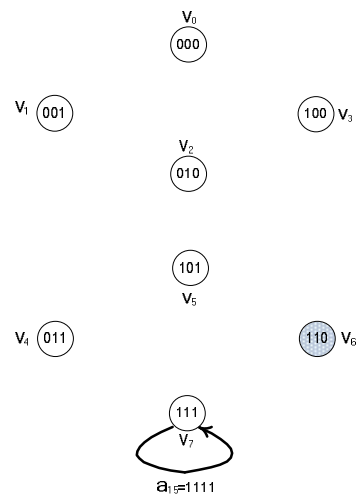 V₀
000
V₁ 001
100 V₃
V₂
010
101
V₅
V₄ 011
110 V₆
111
V₇
a₁₅=1111